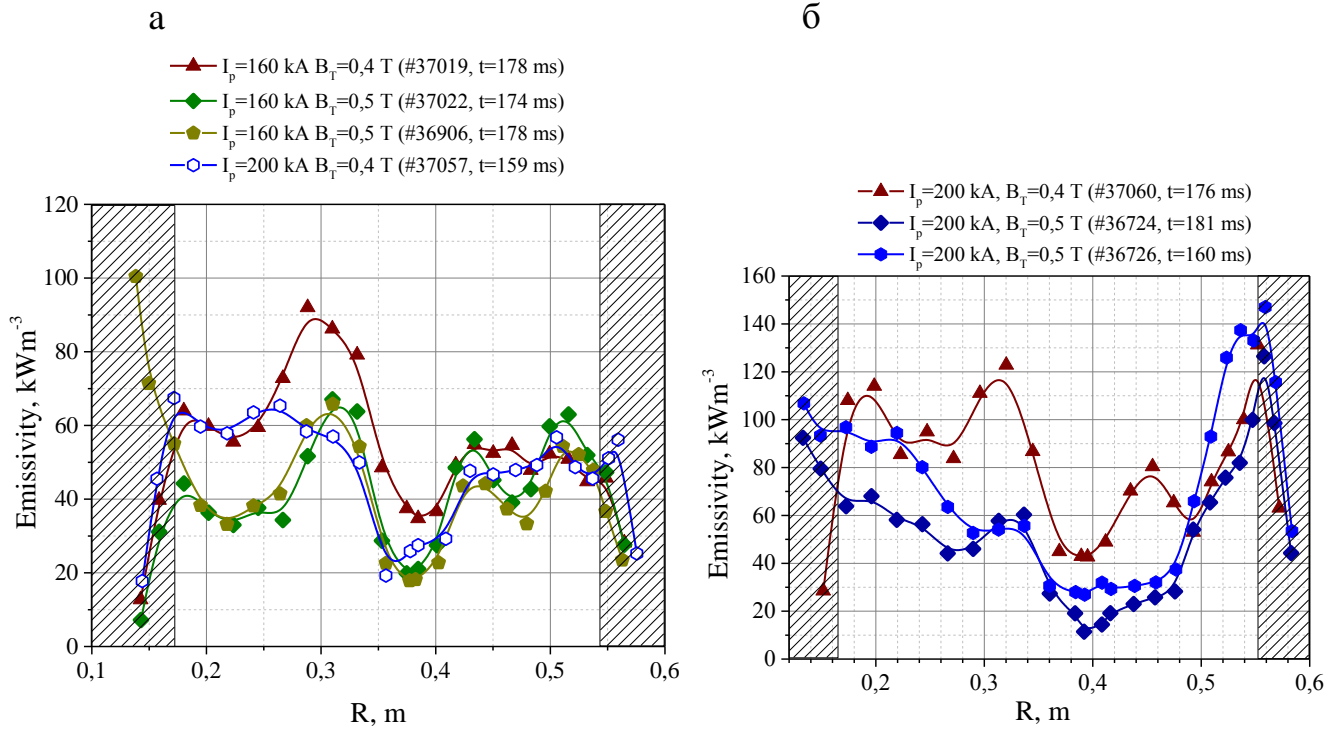 а
I_p=160 kA B_T=0,4 T (#37019, t=178 ms)
I_p=160 kA B_T=0,5 T (#37022, t=174 ms)
I_p=160 kA B_T=0,5 T (#36906, t=178 ms)
I_p=200 kA B_T=0,4 T (#37057, t=159 ms)
120
100
80
60
40
20
0
Emissivity, kWm⁻³
0,1 0,2 0,3 0,4 0,5 0,6
R, m
б
I_p=200 kA, B_T=0,4 T (#37060, t=176 ms)
I_p=200 kA, B_T=0,5 T (#36724, t=181 ms)
I_p=200 kA, B_T=0,5 T (#36726, t=160 ms)
160
140
120
100
80
60
40
20
0
Emissivity, kWm⁻³
0,2 0,3 0,4 0,5 0,6
R, m